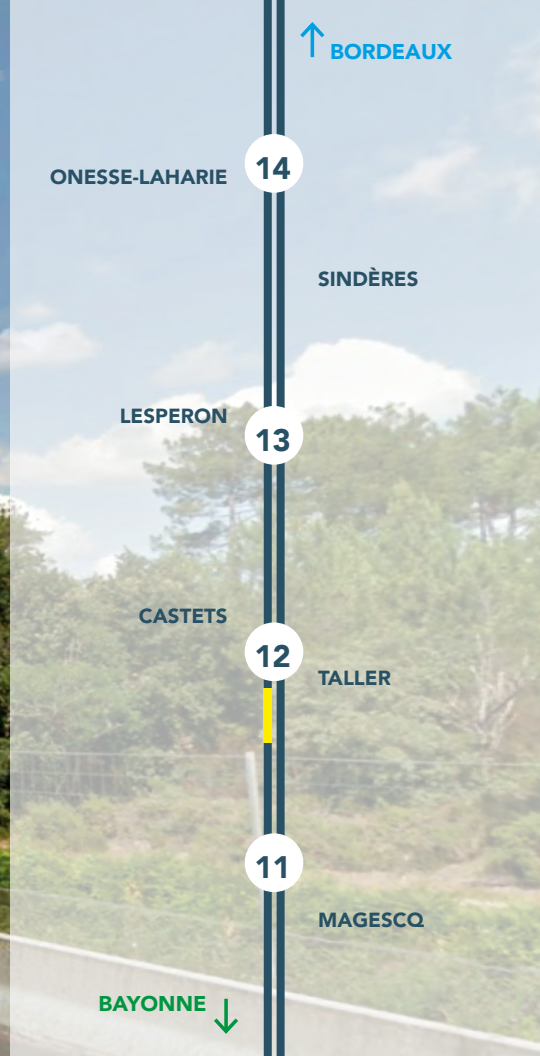 ↑ BORDEAUX
14
ONESSE-LAHARIE
SINDÈRES
LESPERON
13
CASTETS
12
TALLER
11
MAGESCQ
BAYONNE ↓